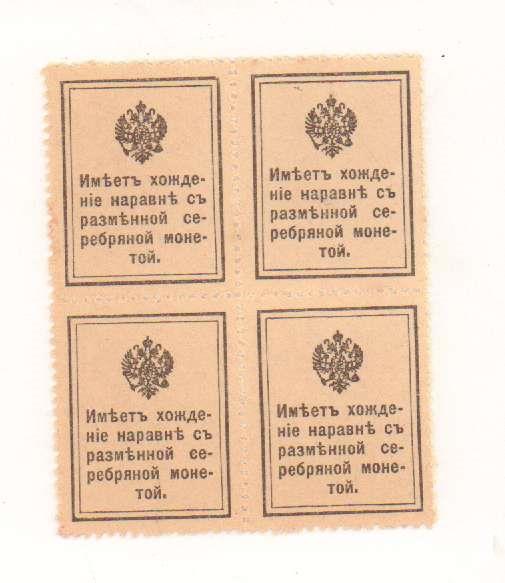 Имѣетъ хожде-
ніе наравнѣ съ
размѣнной се-
ребряной моне-
той.
Имѣетъ хожде-
ніе наравнѣ съ
размѣнной се-
ребряной моне-
той.
Имѣетъ хожде-
ніе наравнѣ съ
размѣнной се-
ребряной моне-
той.
Имѣетъ хожде-
ніе наравнѣ съ
размѣнной се-
ребряной моне-
той.